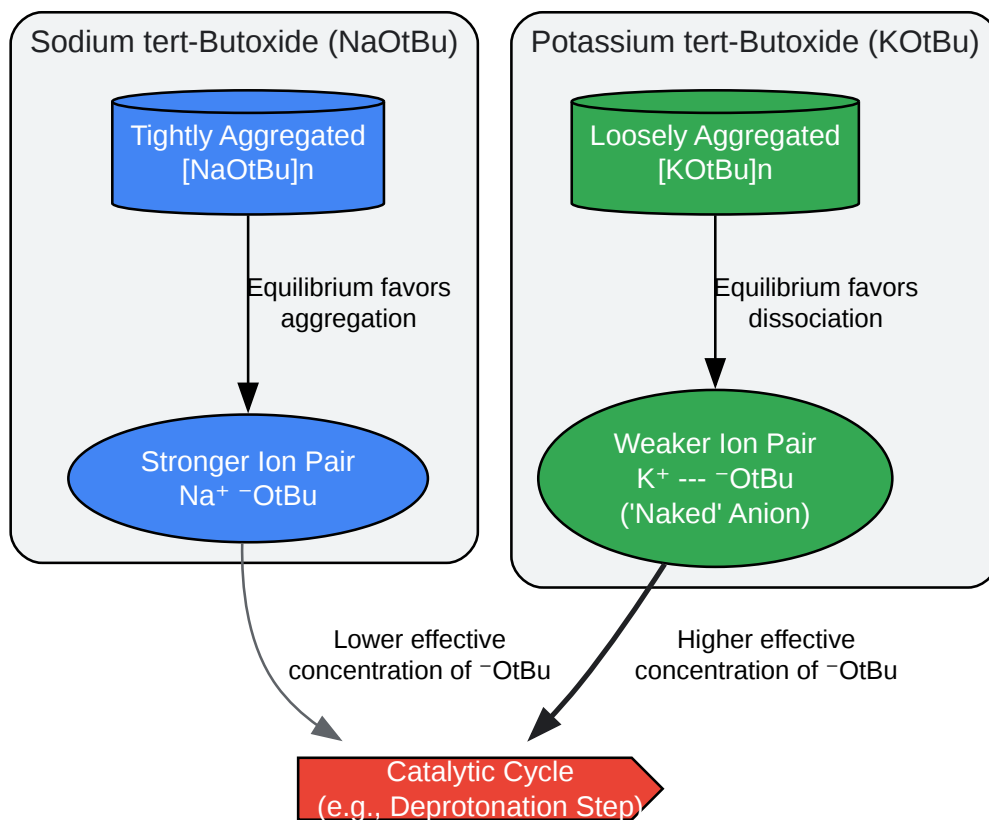 Sodium tert-Butoxide (NaOtBu)
Tightly Aggregated
[NaOtBu]n
Equilibrium favors
aggregation
Stronger Ion Pair
Na⁺ ⁻OtBu
Potassium tert-Butoxide (KOtBu)
Loosely Aggregated
[KOtBu]n
Equilibrium favors
dissociation
Weaker Ion Pair
K⁺ --- ⁻OtBu
('Naked' Anion)
Lower effective
concentration of ⁻OtBu
Higher effective
concentration of ⁻OtBu
Catalytic Cycle
(e.g., Deprotonation Step)